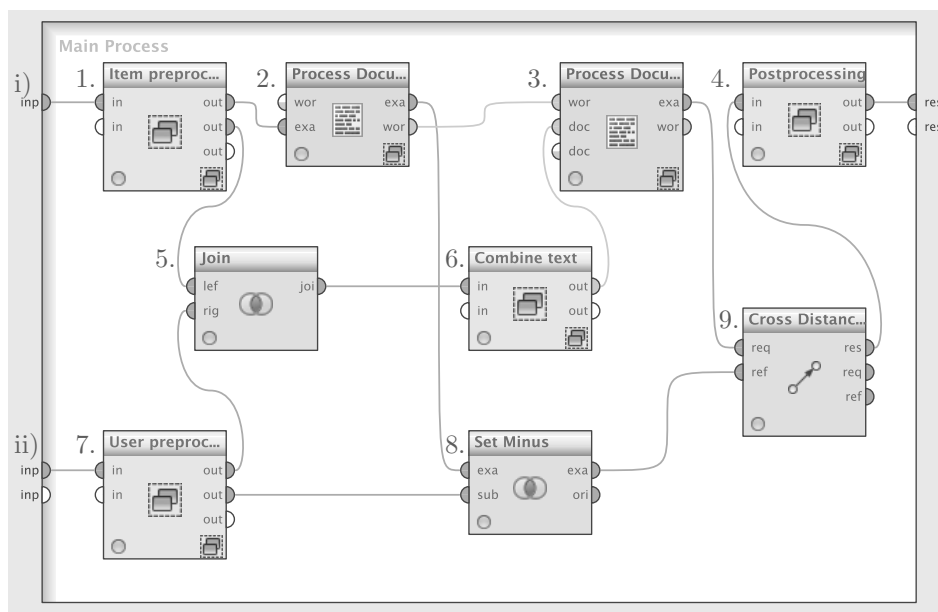 Main Process
i)
inp
1.
Item preproc...
in
in
out
out
out
2.
Process Docu...
wor
exa
exa
wor
3.
Process Docu...
wor
doc
doc
exa
wor
4.
Postprocessing
in
in
out
out
res
res
5.
Join
lef
rig
joi
6.
Combine text
in
in
out
out
9.
Cross Distanc...
req
ref
res
req
ref
ii)
inp
inp
7.
User preproc...
in
in
out
out
out
8.
Set Minus
exa
sub
exa
ori